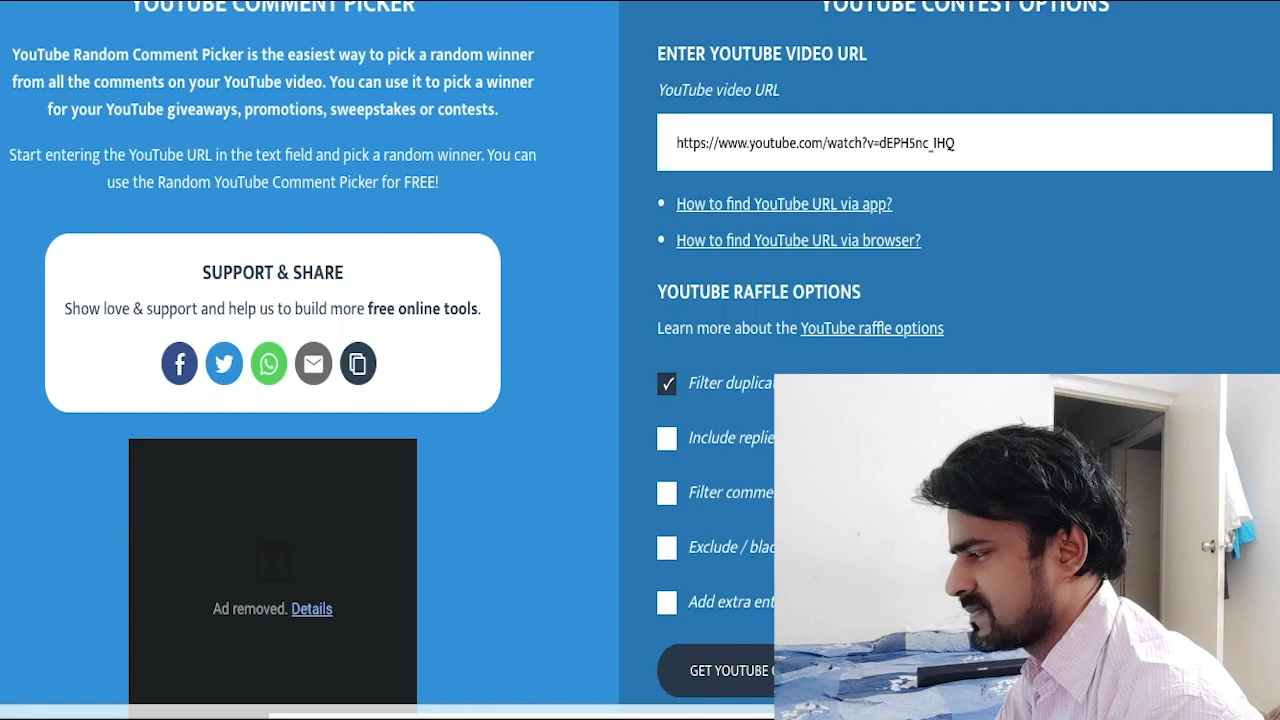 YOUTUBE COMMENT PICKER
YouTube Random Comment Picker is the easiest way to pick a random winner
from all the comments on your YouTube video. You can use it to pick a winner
for your YouTube giveaways, promotions, sweepstakes or contests.
Start entering the YouTube URL in the text field and pick a random winner. You can
use the Random YouTube Comment Picker for FREE!
SUPPORT & SHARE
Show love & support and help us to build more free online tools.
Ad removed. Details
YOUTUBE CONTEST OPTIONS
ENTER YOUTUBE VIDEO URL
YouTube video URL
https://www.youtube.com/watch?v=dEPH5nc_IHQ
How to find YouTube URL via app?
How to find YouTube URL via browser?
YOUTUBE RAFFLE OPTIONS
Learn more about the YouTube raffle options
Filter duplicat
Include replie
Filter comme
Exclude / blac
Add extra ent
GET YOUTUBE